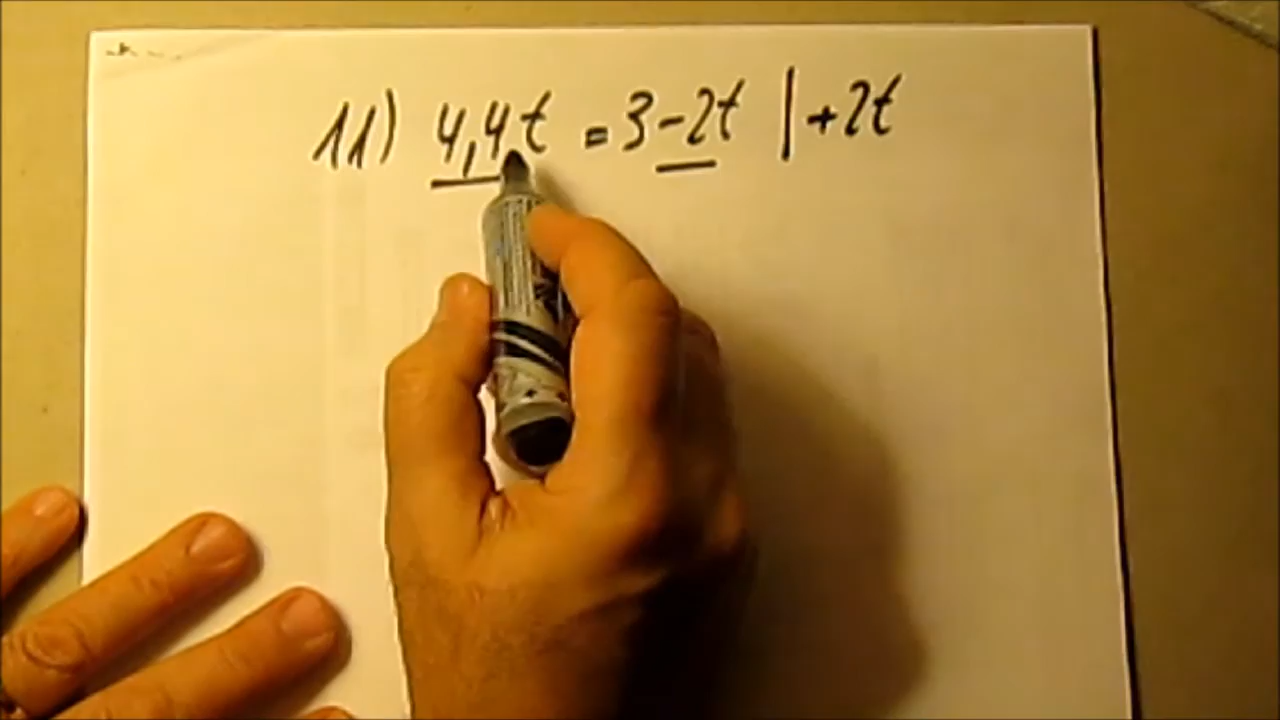 11) 4,4t = 3 - 2t | + 2t